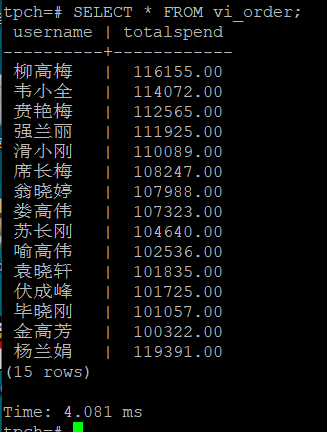 tpch=# SELECT * FROM vi_order;
username | totalspend
----------+------------
柳高梅 | 116155.00
韦小全 | 114072.00
贲艳梅 | 112565.00
强兰丽 | 111925.00
滑小刚 | 110089.00
席长梅 | 108247.00
翁晓婷 | 107988.00
娄高伟 | 107323.00
苏长刚 | 104640.00
喻高伟 | 102536.00
袁晓轩 | 101835.00
伏成峰 | 101725.00
毕晓刚 | 101057.00
金高芳 | 100322.00
杨兰娟 | 119391.00
(15 rows)
Time: 4.081 ms
tpch=#